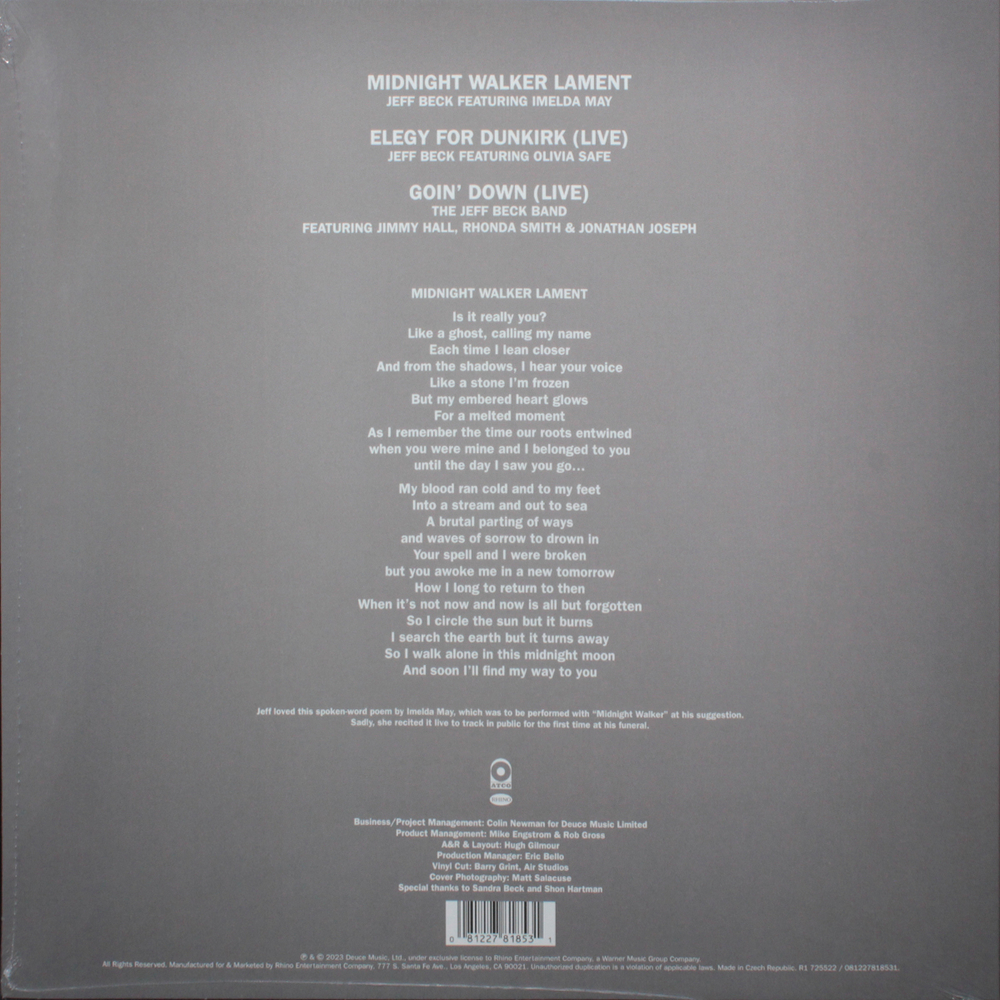 MIDNIGHT WALKER LAMENT
JEFF BECK FEATURING IMELDA MAY
ELEGY FOR DUNKIRK (LIVE)
JEFF BECK FEATURING OLIVIA SAFE
GOIN' DOWN (LIVE)
THE JEFF BECK BAND
FEATURING JIMMY HALL, RHONDA SMITH & JONATHAN JOSEPH
MIDNIGHT WALKER LAMENT
Is it really you?
Like a ghost, calling my name
Each time I lean closer
And from the shadows, I hear your voice
Like a stone I'm frozen
But my embered heart glows
For a melted moment
As I remember the time our roots entwined
when you were mine and I belonged to you
until the day I saw you go...
My blood ran cold and to my feet
Into a stream and out to sea
A brutal parting of ways
and waves of sorrow to drown in
Your spell and I were broken
but you awoke me in a new tomorrow
How I long to return to then
When it's not now and now is all but forgotten
So I circle the sun but it burns
I search the earth but it turns away
So I walk alone in this midnight moon
And soon I'll find my way to you
Jeff loved this spoken-word poem by Imelda May, which was to be performed with "Midnight Walker" at his suggestion.
Sadly, she recited it live to track in public for the first time at his funeral.
ATCO
RHINO
Business/Project Management: Colin Newman for Deuce Music Limited
Product Management: Mike Engstrom & Rob Gross
A&R & Layout: Hugh Gilmour
Production Manager: Eric Bello
Vinyl Cut: Barry Grint, Air Studios
Cover Photography: Matt Salacuse
Special thanks to Sandra Beck and Shon Hartman
0 81227 81853 1
℗ & © 2023 Deuce Music, Ltd., under exclusive license to Rhino Entertainment Company, a Warner Music Group Company.
All Rights Reserved. Manufactured for & Marketed by Rhino Entertainment Company, 777 S. Santa Fe Ave., Los Angeles, CA 90021. Unauthorized duplication is a violation of applicable laws. Made in Czech Republic. R1 725522 / 081227818531.